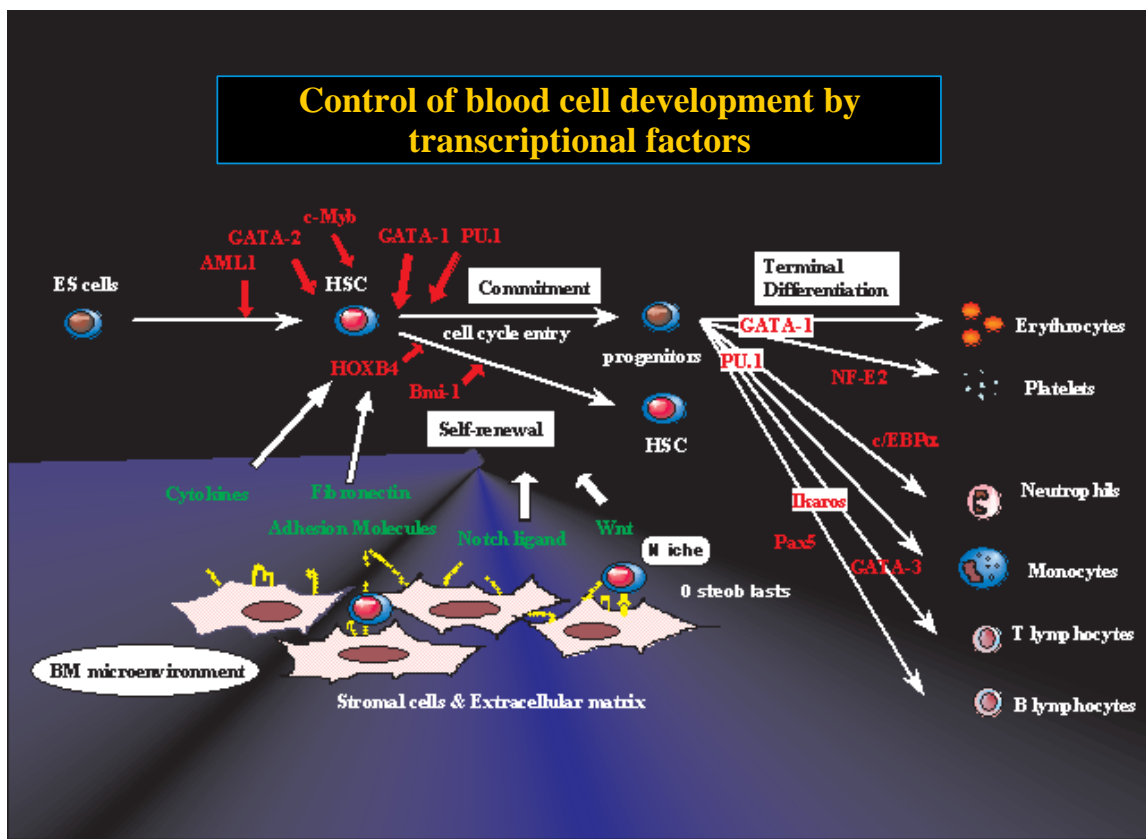 Control of blood cell development by
transcriptional factors
c-Myb
GATA-2
GATA-1 PU.1
AML1
ES cells
HSC
Commitment
Terminal
Differentiation
cell cycle entry
progenitors
GATA-1
Erythrocytes
PU.1
HOXB4
Bmi-1
NF-E2
Platelets
Self-renewal
HSC
c/EBPα
Cytokines
Fibronectin
Ikaros
Neutrophils
Adhesion Molecules
Notch ligand
Wnt
Pax5
Niche
GATA-3
Monocytes
Osteoblasts
T lymphocytes
BM microenvironment
Stromal cells & Extracellular matrix
B lymphocytes